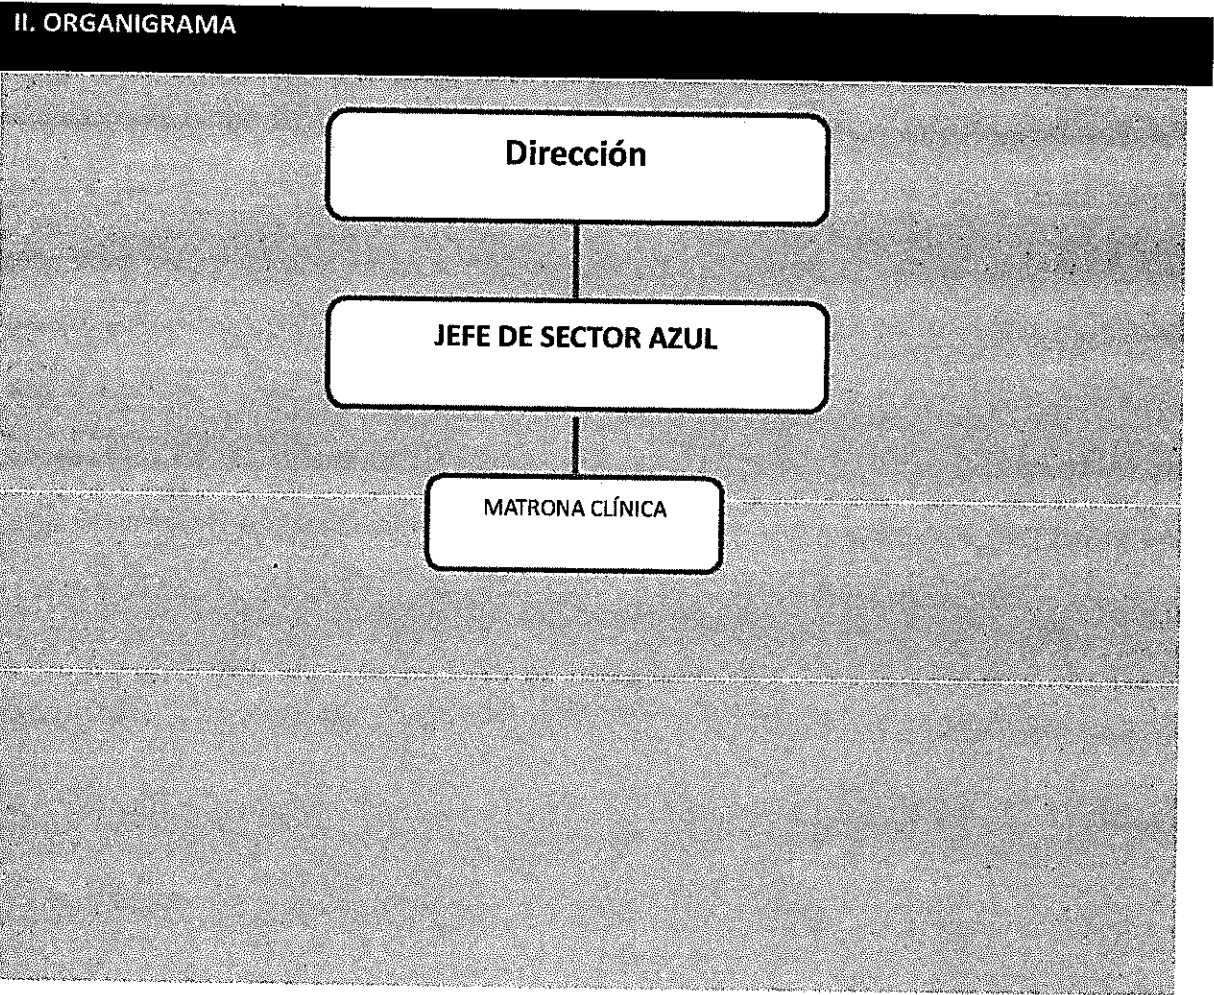 II. ORGANIGRAMA
Dirección
JEFE DE SECTOR AZUL
MATRONA CLÍNICA